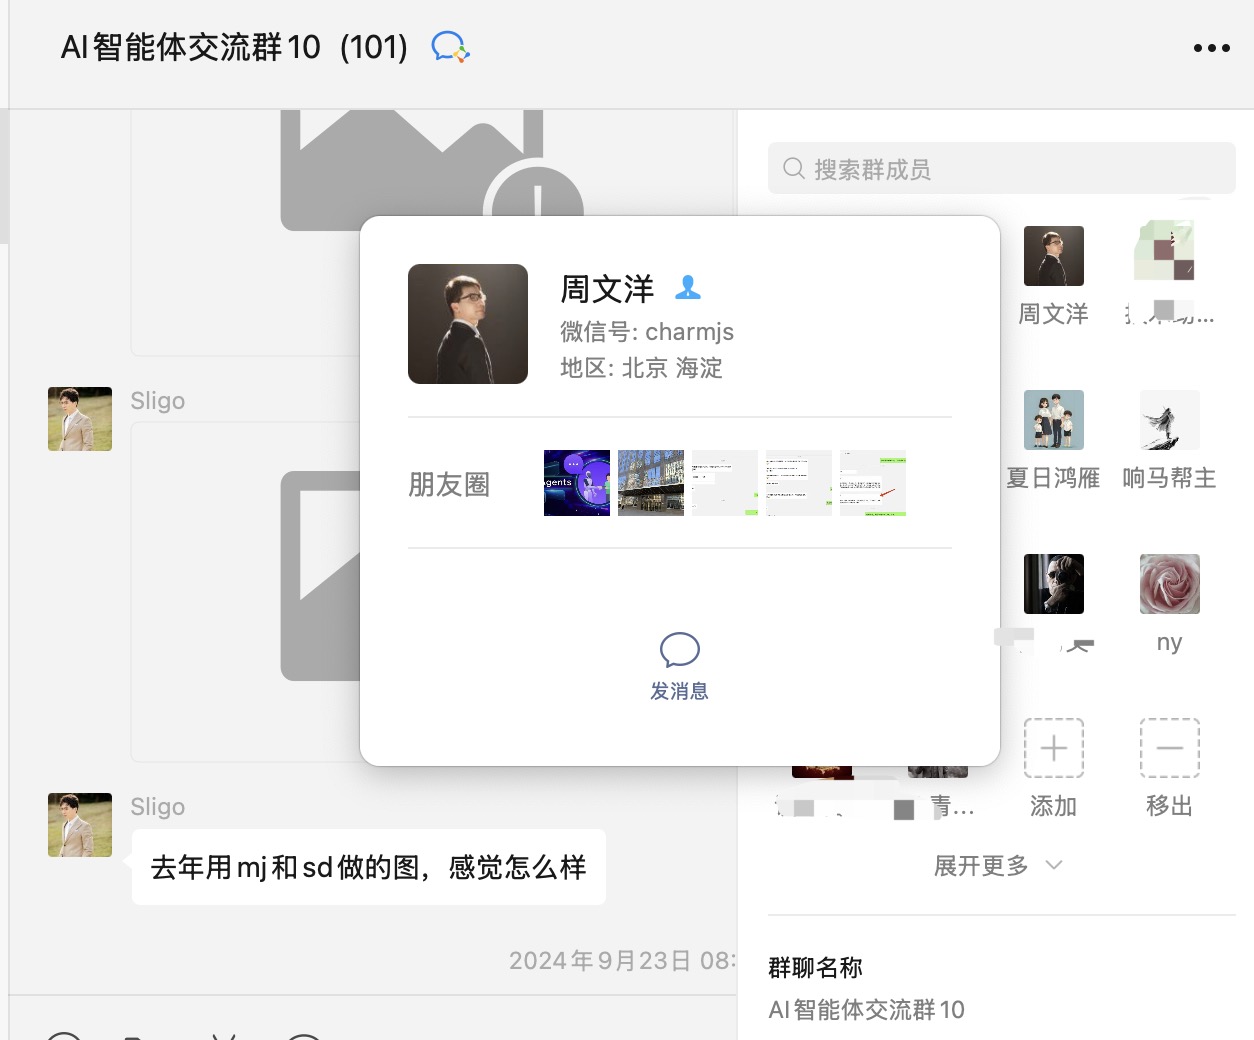 AI智能体交流群10 (101)
搜索群成员
周文洋
夏日鸿雁
响马帮主
ny
添加
移出
青...
展开更多
群聊名称
AI智能体交流群10
周文洋
微信号: charmjs
地区: 北京 海淀
朋友圈
gents
发消息
Sligo
Sligo
去年用mj和sd做的图，感觉怎么样
2024年9月23日 08: